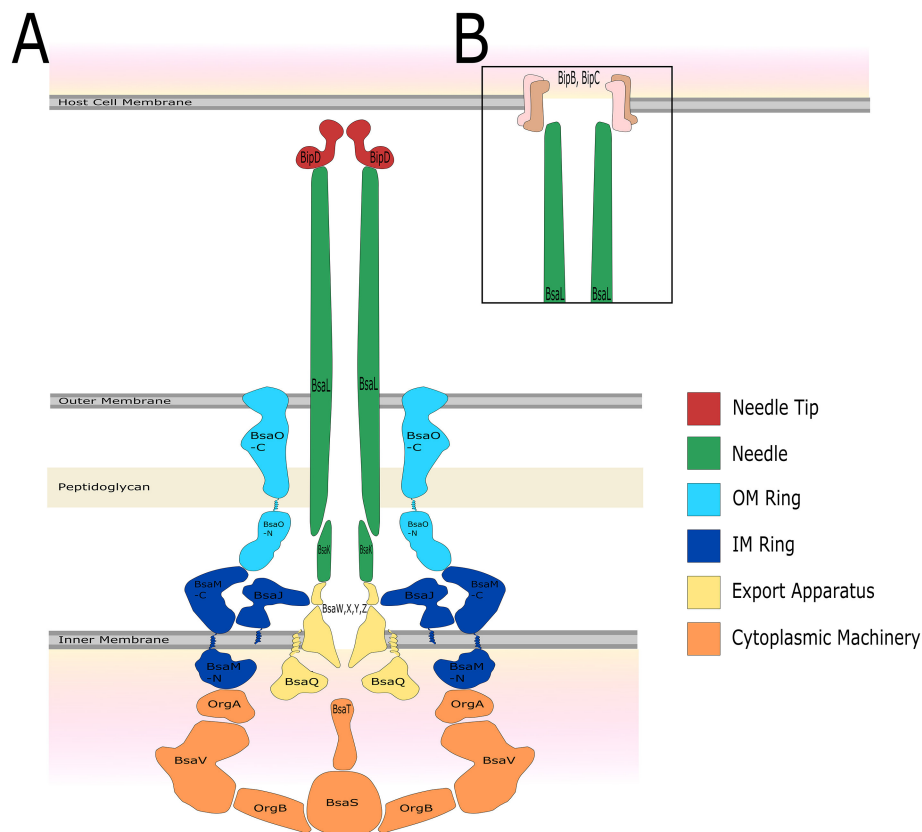 A
B
BipB, BipC
Host Cell Membrane
BipD
BipD
BsaL
BsaL
BsaL
BsaL
Outer Membrane
BsaO
-C
BsaO
-C
Needle Tip
Needle
Peptidoglycan
OM Ring
BsaO
-N
BsaO
-N
IM Ring
BsaK
BsaK
BsaM
-C
BsaJ
BsaJ
BsaM
-C
Export Apparatus
BsaW,X,Y,Z
Inner Membrane
Cytoplasmic Machinery
BsaM
-N
BsaQ
BsaQ
BsaM
-N
OrgA
BsaT
OrgA
BsaV
BsaV
OrgB
BsaS
OrgB